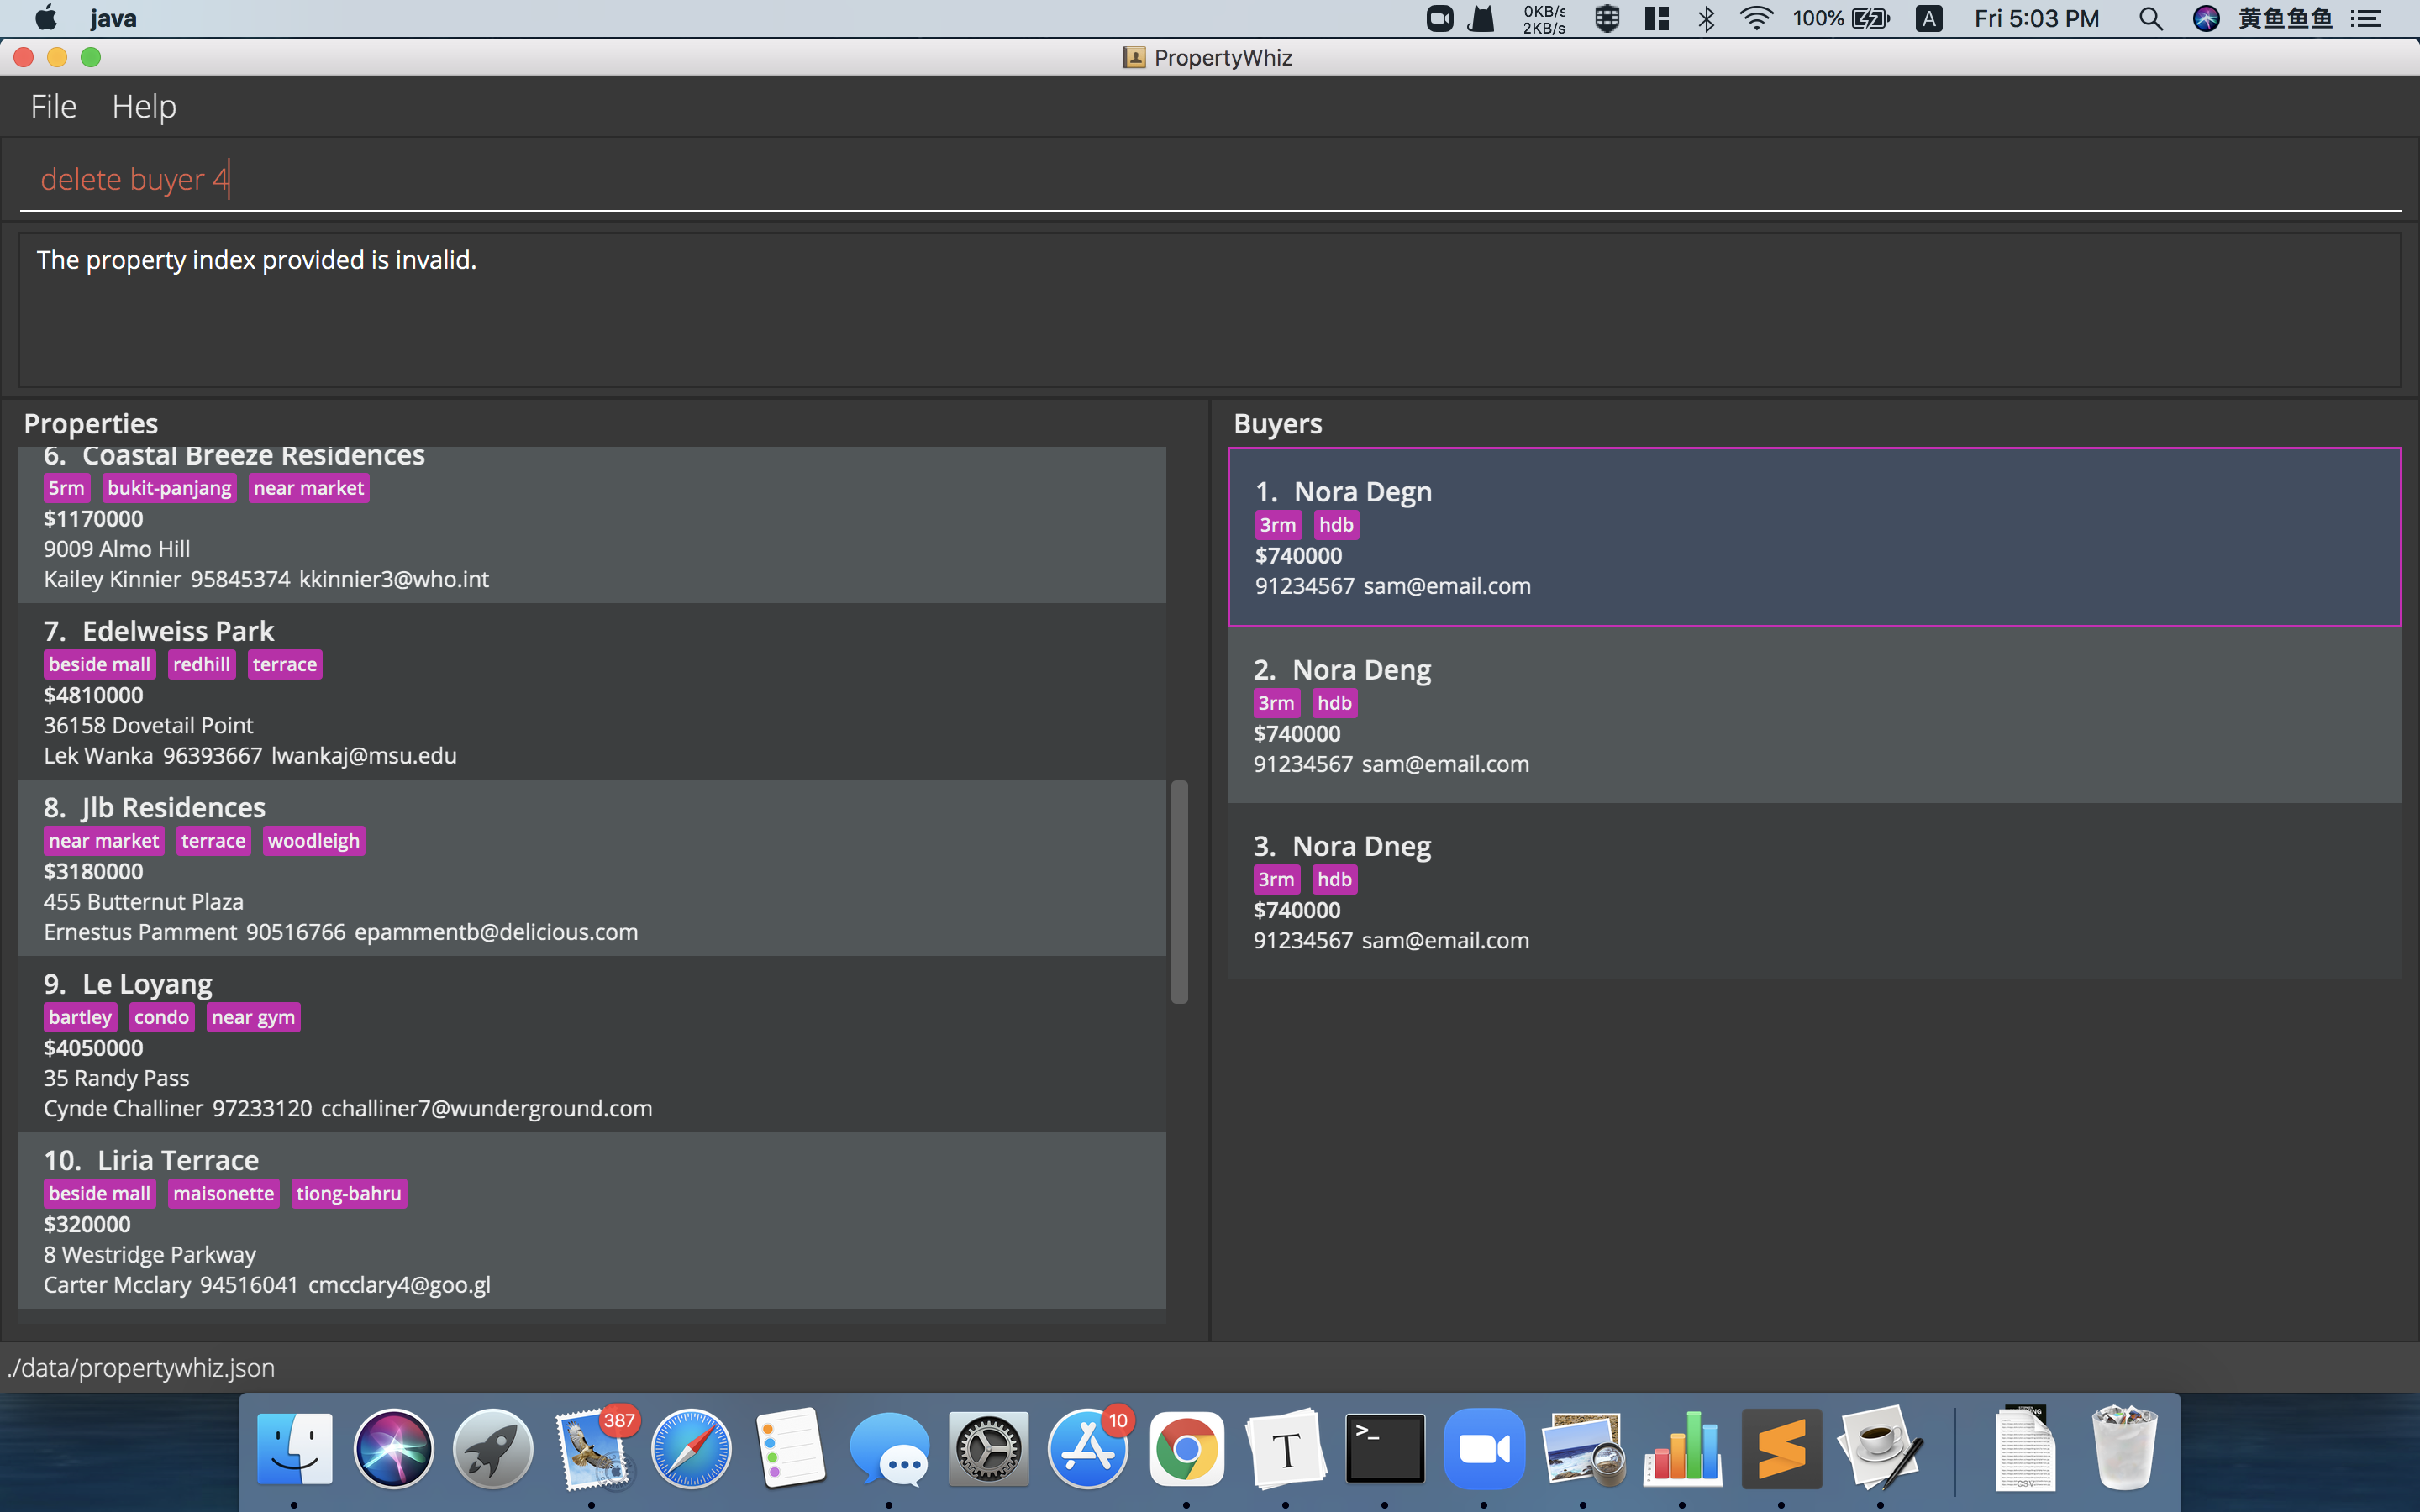 java
0KB/s
2KB/s
100%
A
Fri 5:03 PM
黄鱼鱼鱼
PropertyWhiz
File Help
delete buyer 4
The property index provided is invalid.
Properties
6. Coastal Breeze Residences
5rm bukit-panjang near market
$1170000
9009 Almo Hill
Kailey Kinnier 95845374 kkinnier3@who.int
7. Edelweiss Park
beside mall redhill terrace
$4810000
36158 Dovetail Point
Lek Wanka 96393667 lwankaj@msu.edu
8. Jlb Residences
near market terrace woodleigh
$3180000
455 Butternut Plaza
Ernestus Pamment 90516766 epammentb@delicious.com
9. Le Loyang
bartley condo near gym
$4050000
35 Randy Pass
Cynde Challiner 97233120 cchalliner7@wunderground.com
10. Liria Terrace
beside mall maisonette tiong-bahru
$320000
8 Westridge Parkway
Carter Mcclary 94516041 cmcclary4@goo.gl
Buyers
1. Nora Degn
3rm hdb
$740000
91234567 sam@email.com
2. Nora Deng
3rm hdb
$740000
91234567 sam@email.com
3. Nora Dneg
3rm hdb
$740000
91234567 sam@email.com
./data/propertywhiz.json
387
10
T
>_
CSV